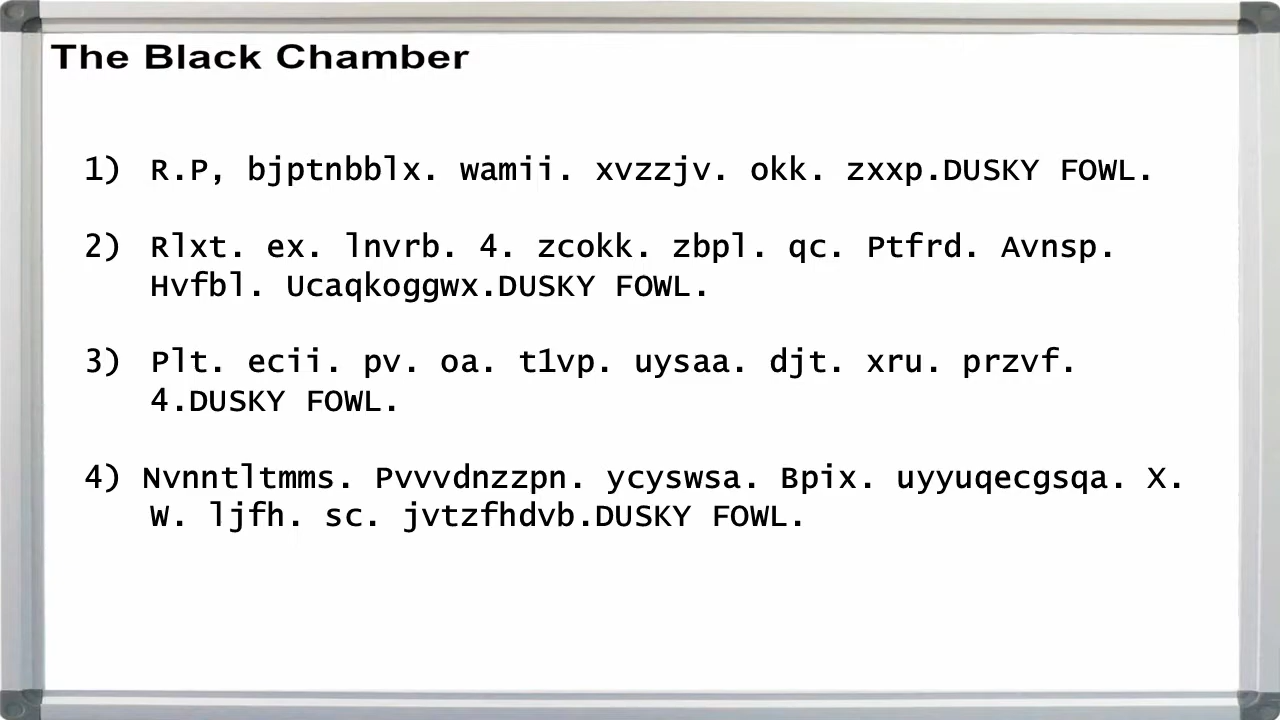 The Black Chamber
1) R.P, bjptnbblx. wamii. xvzzjv. okk. zxxp.DUSKY FOWL.
2) Rlxt. ex. lnvrb. 4. zcokk. zbpl. qc. Ptfrd. Avnsp.
Hvfbl. Ucaqkoggwx.DUSKY FOWL.
3) Plt. ecii. pv. oa. t1vp. uysaa. djt. xru. przvf.
4.DUSKY FOWL.
4) Nvnntltmms. Pvvvdnzzpn. ycyswsa. Bpix. uyyuqecgsqa. X.
W. ljfh. sc. jvtzfhdvb.DUSKY FOWL.